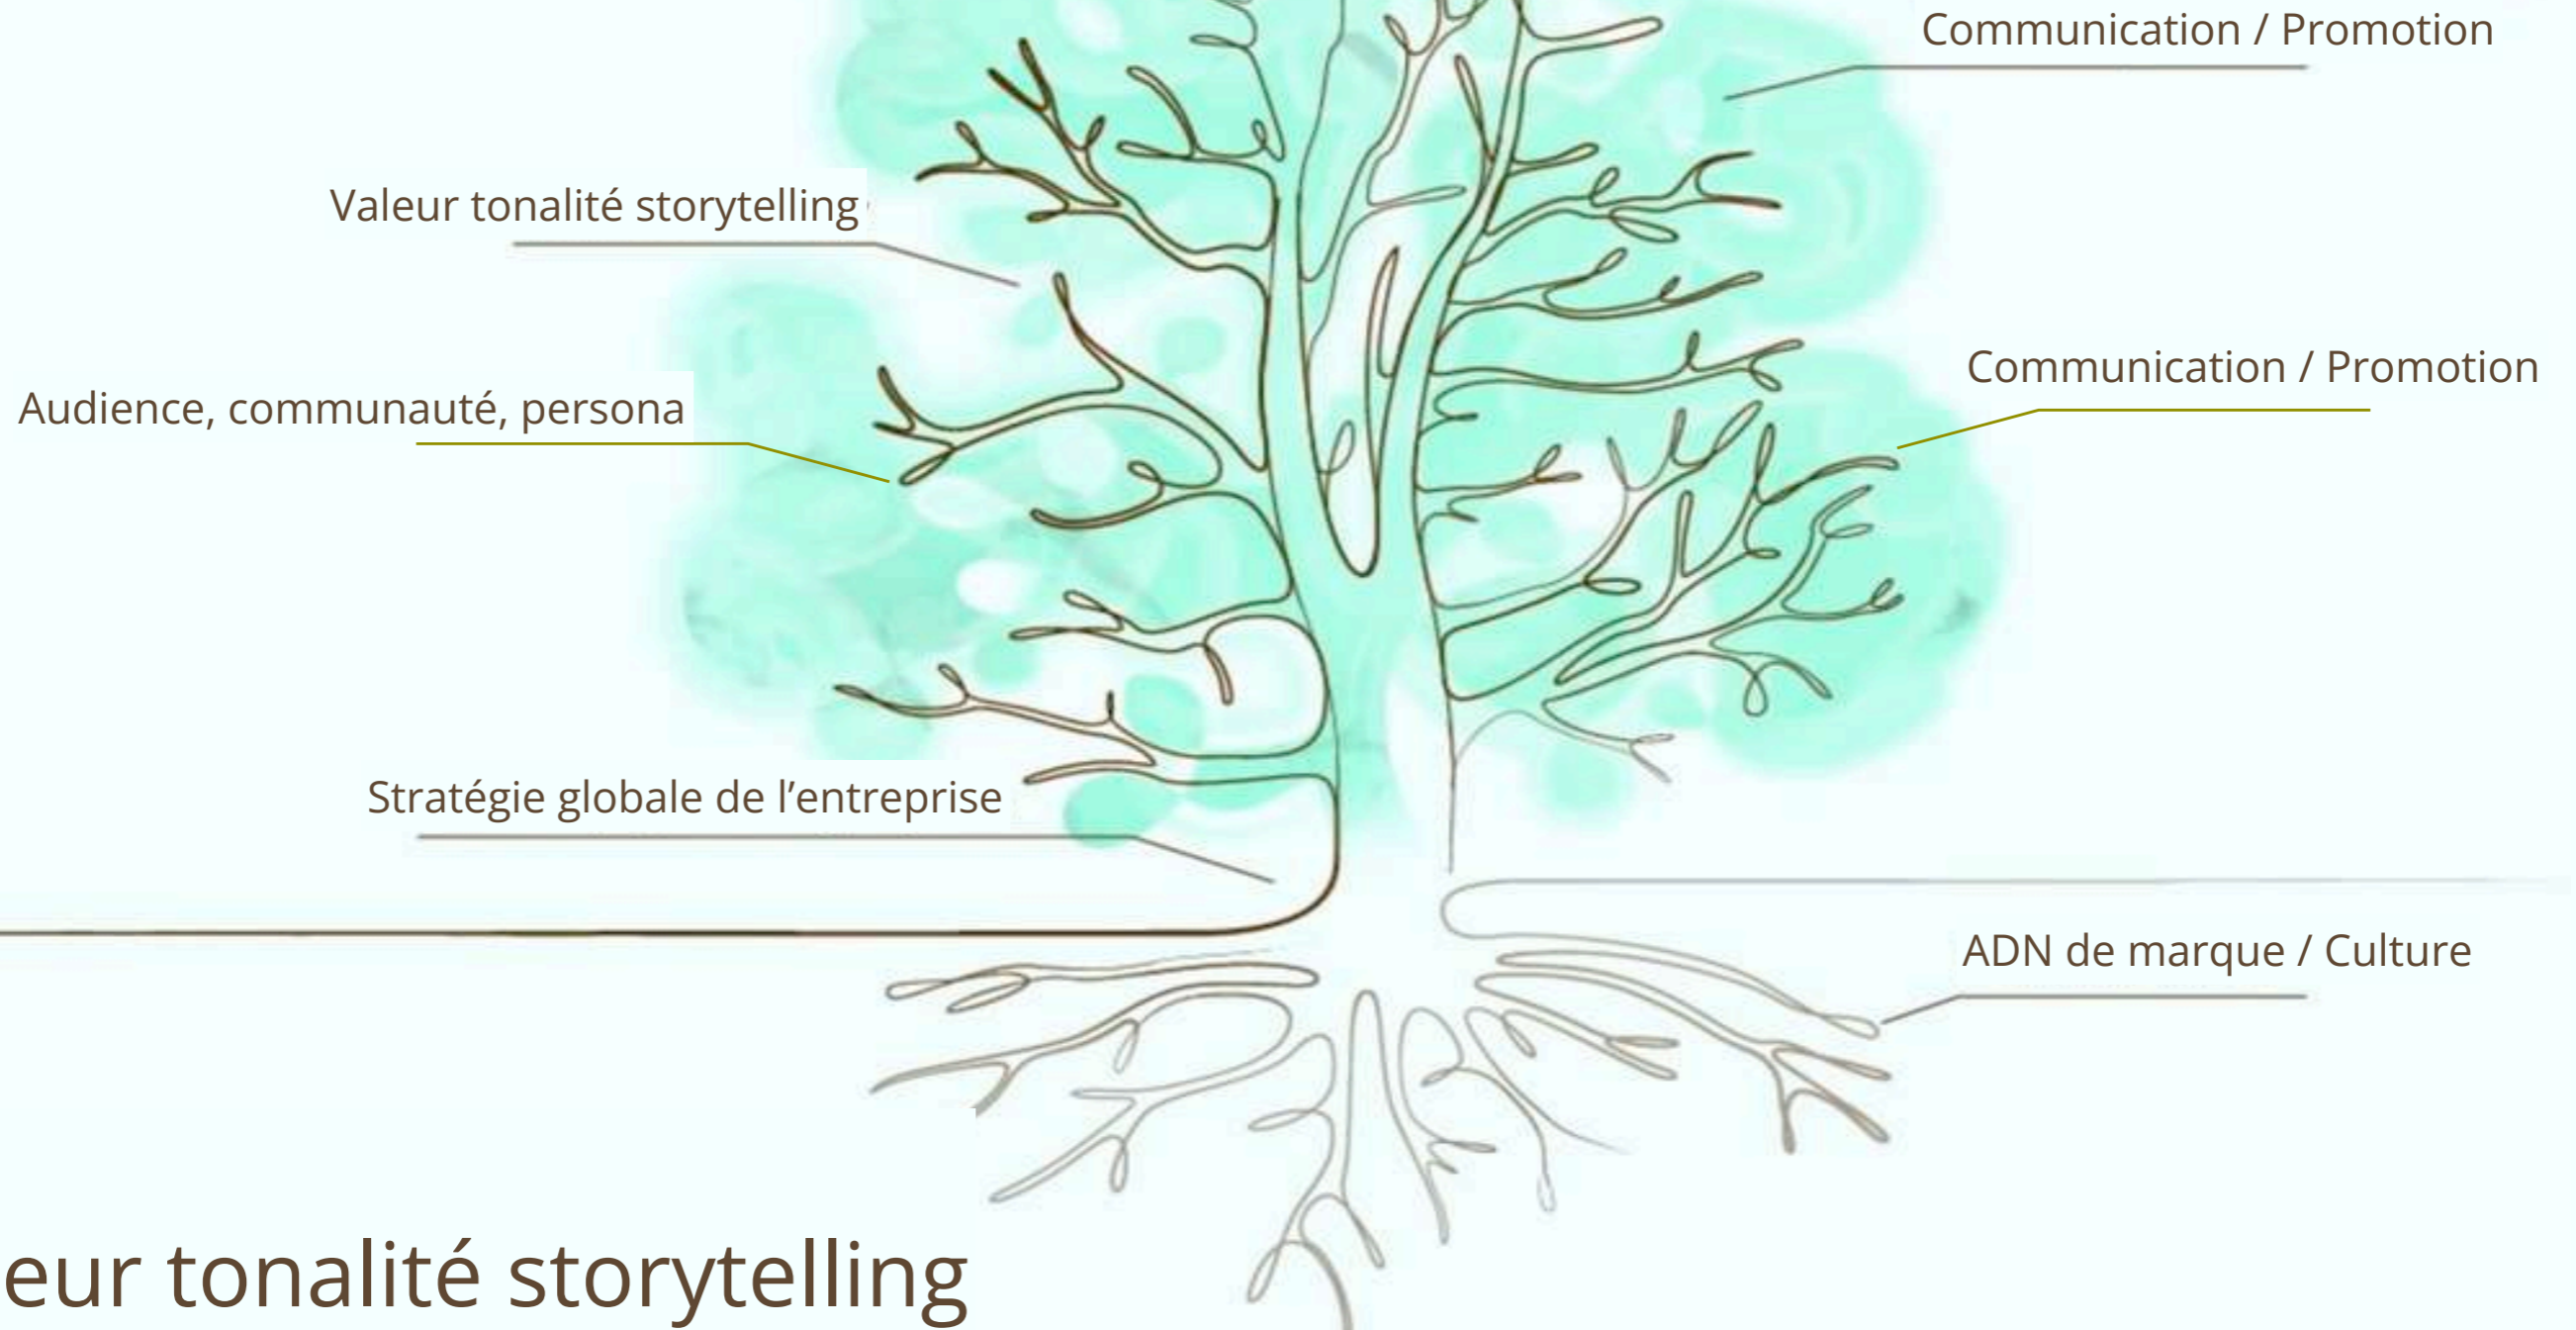 Communication / Promotion
Valeur tonalité storytelling
Communication / Promotion
Audience, communauté, persona
Stratégie globale de l’entreprise
ADN de marque / Culture
eur tonalité storytelling